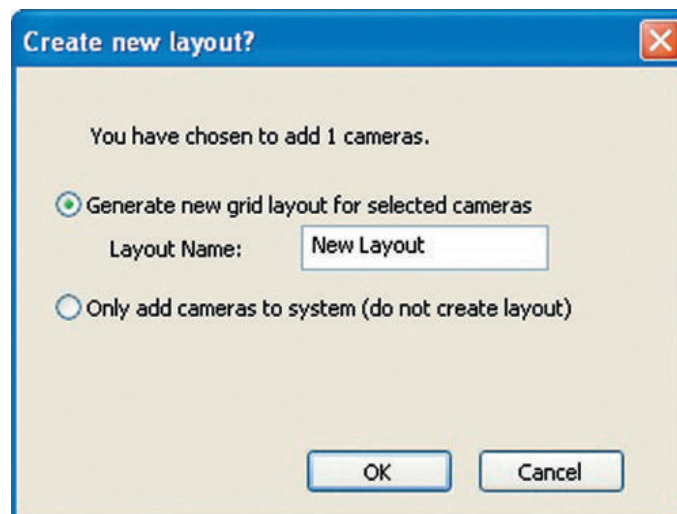 Create new layout?
You have chosen to add 1 cameras.
Generate new grid layout for selected cameras
Layout Name: New Layout
Only add cameras to system (do not create layout)
OK Cancel